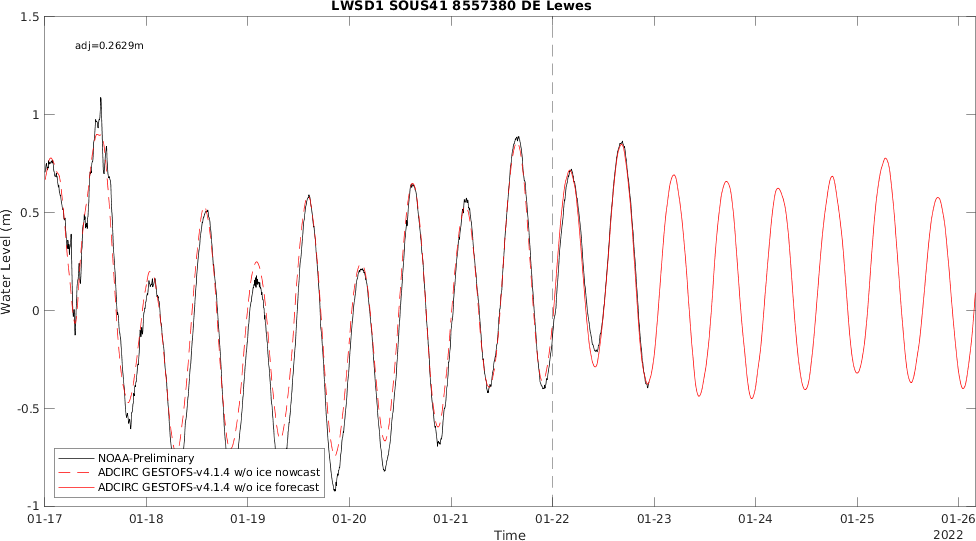 LWSD1 SOUS41 8557380 DE Lewes
adj=0.2629m
1.5
1
0.5
0
-0.5
-1
Water Level (m)
NOAA-Preliminary
ADCIRC GESTOFS-v4.1.4 w/o ice nowcast
ADCIRC GESTOFS-v4.1.4 w/o ice forecast
01-17 01-18 01-19 01-20 01-21 01-22 01-23 01-24 01-25 01-26
Time
2022